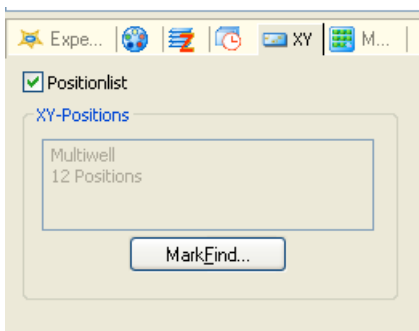 Expe... Z XY M...
Positionlist
XY-Positions
Multiwell
12 Positions
MarkFind...